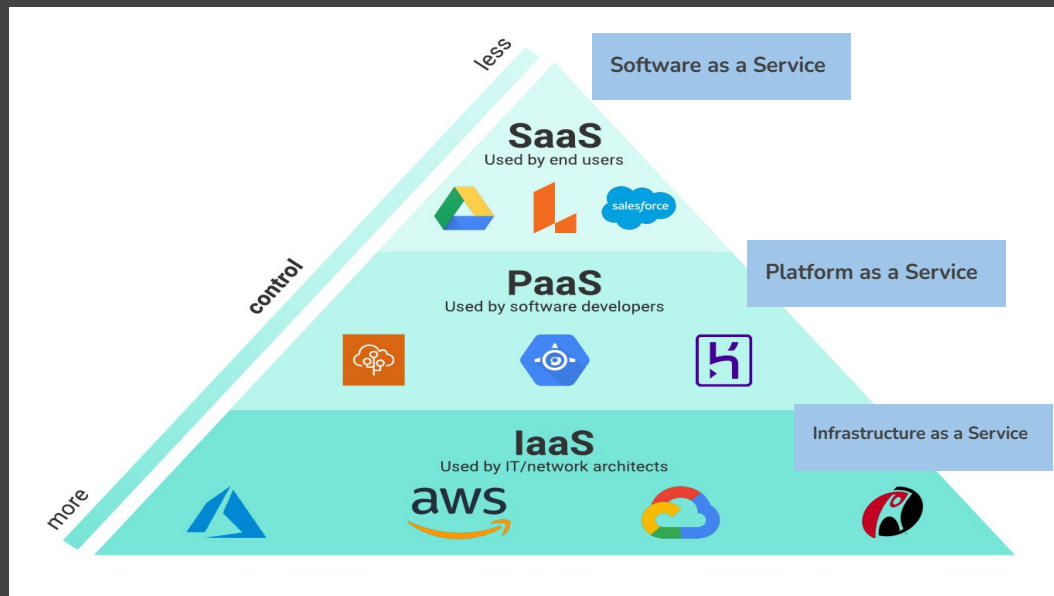 less
Software as a Service
SaaS
Used by end users
salesforce
control
Platform as a Service
PaaS
Used by software developers
Infrastructure as a Service
IaaS
Used by IT/network architects
more
aws